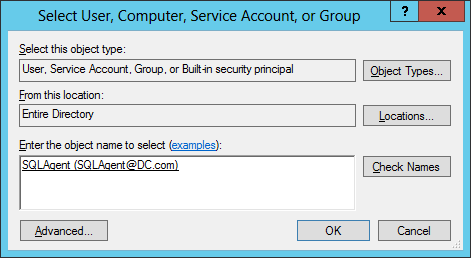 Select User, Computer, Service Account, or Group
? x
Select this object type:
User, Service Account, Group, or Built-in security principal
Object Types...
From this location:
Entire Directory
Locations...
Enter the object name to select (examples):
SQLAgent (SQLAgent@DC.com)
Check Names
Advanced...
OK
Cancel